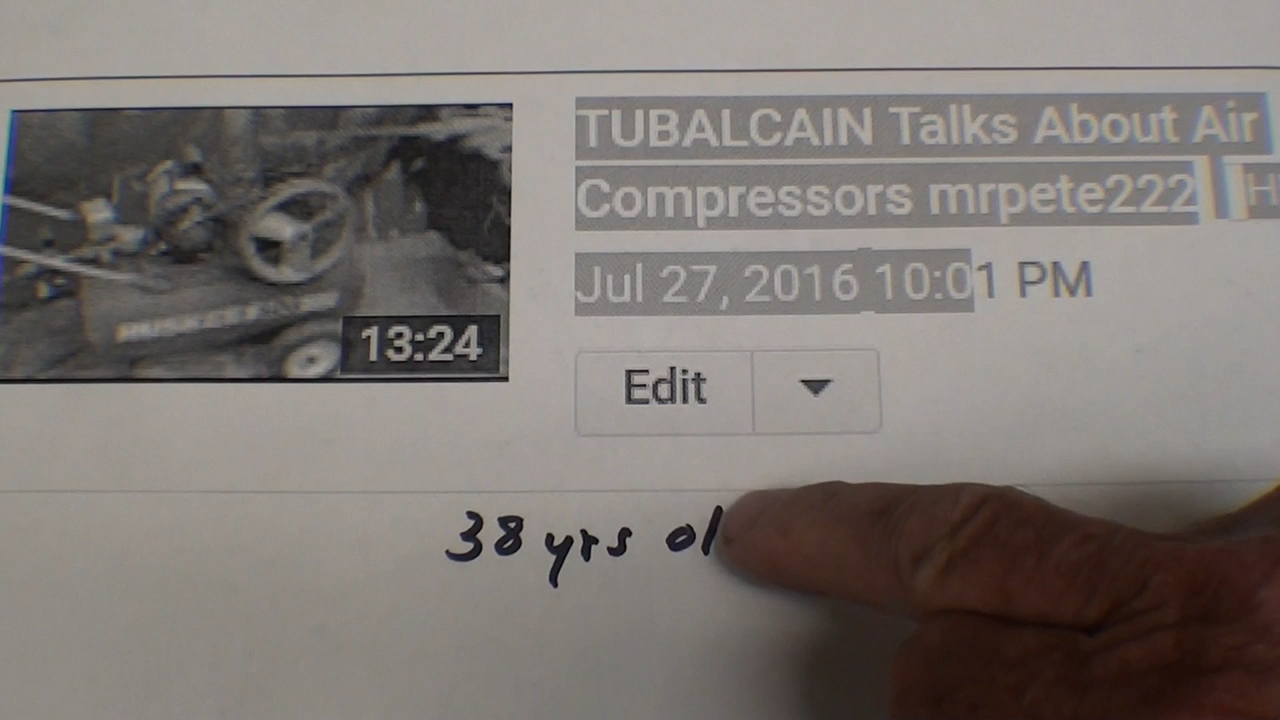 TUBALCAIN Talks About Air
Compressors mrpete222
Jul 27, 2016 10:01 PM
13:24
Edit
38 yrs ol